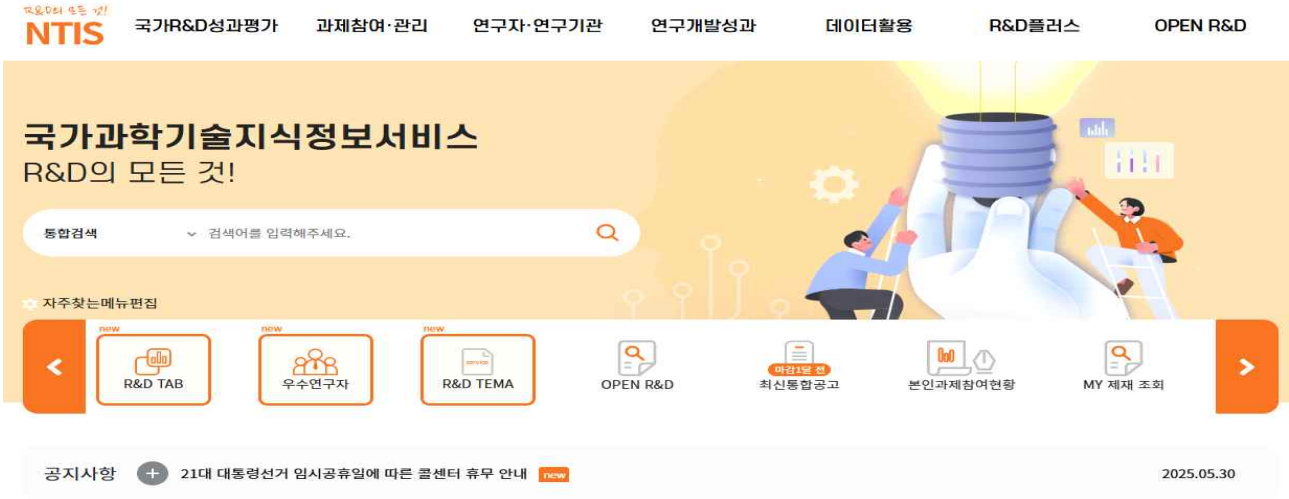 R&D의 모든 것!
NTIS
국가R&D성과평가 과제참여·관리 연구자·연구기관 연구개발성과 데이터활용 R&D플러스 OPEN R&D
국가과학기술지식정보서비스
R&D의 모든 것!
통합검색 검색어를 입력해주세요.
자주찾는메뉴편집
new new new
마감1달 전
R&D TAB 우수연구자 R&D TEMA OPEN R&D 최신통합공고 본인과제참여현황 MY 제재 조회
공지사항 21대 대통령선거 임시공휴일에 따른 콜센터 휴무 안내 new 2025.05.30